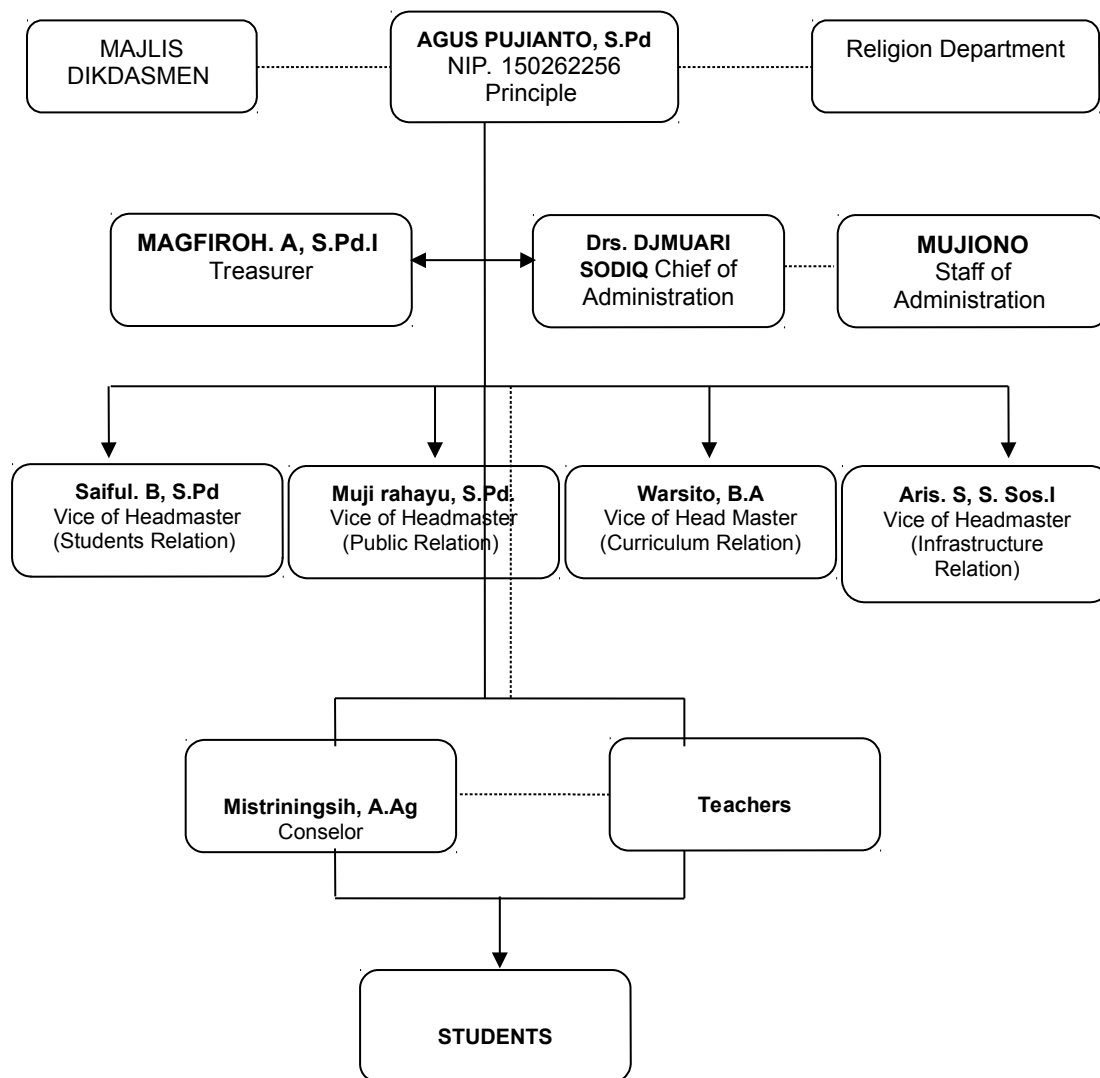 MAJLIS
DIKDASMEN
AGUS PUJIANTO, S.Pd
NIP. 150262256
Principle
Religion Department
MAGFIROH. A, S.Pd.I
Treasurer
Drs. DJMUARI
SODIQ Chief of
Administration
MUJIONO
Staff of
Administration
Saiful. B, S.Pd
Vice of Headmaster
(Students Relation)
Muji rahayu, S.Pd.
Vice of Headmaster
(Public Relation)
Warsito, B.A
Vice of Head Master
(Curriculum Relation)
Aris. S, S. Sos.I
Vice of Headmaster
(Infrastructure
Relation)
Mistriningsih, A.Ag
Conselor
Teachers
STUDENTS